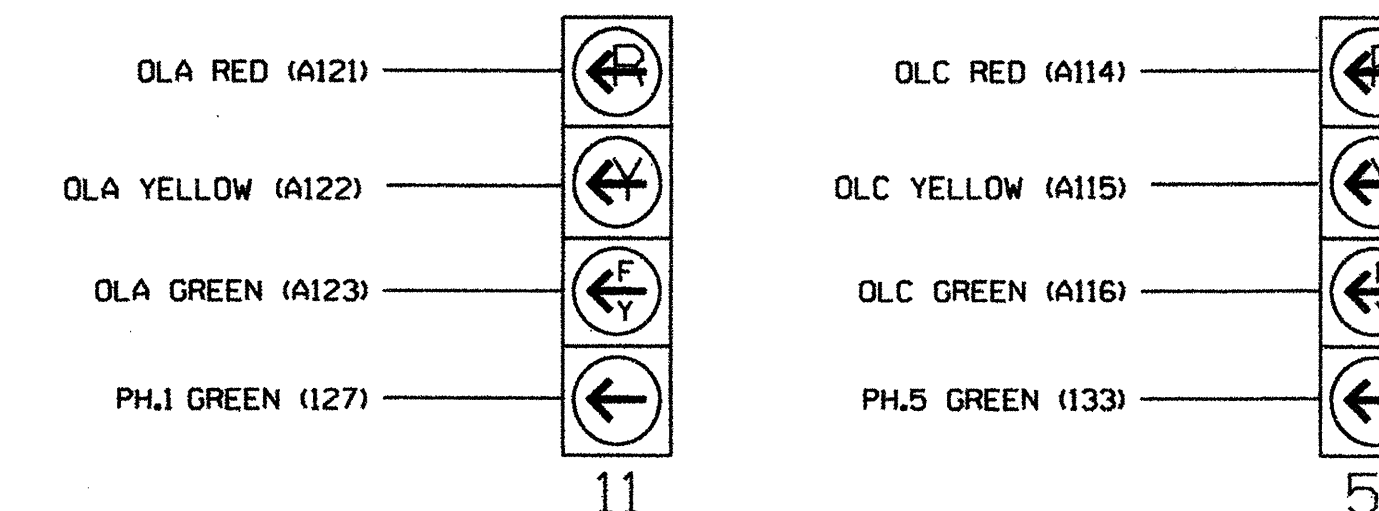 OLA RED (A121)
R
OLA YELLOW (A122)
Y
OLA GREEN (A123)
F
Y
PH.1 GREEN (127)
11
OLC RED (A114)
OLC YELLOW (A115)
OLC GREEN (A116)
PH.5 GREEN (133)
5